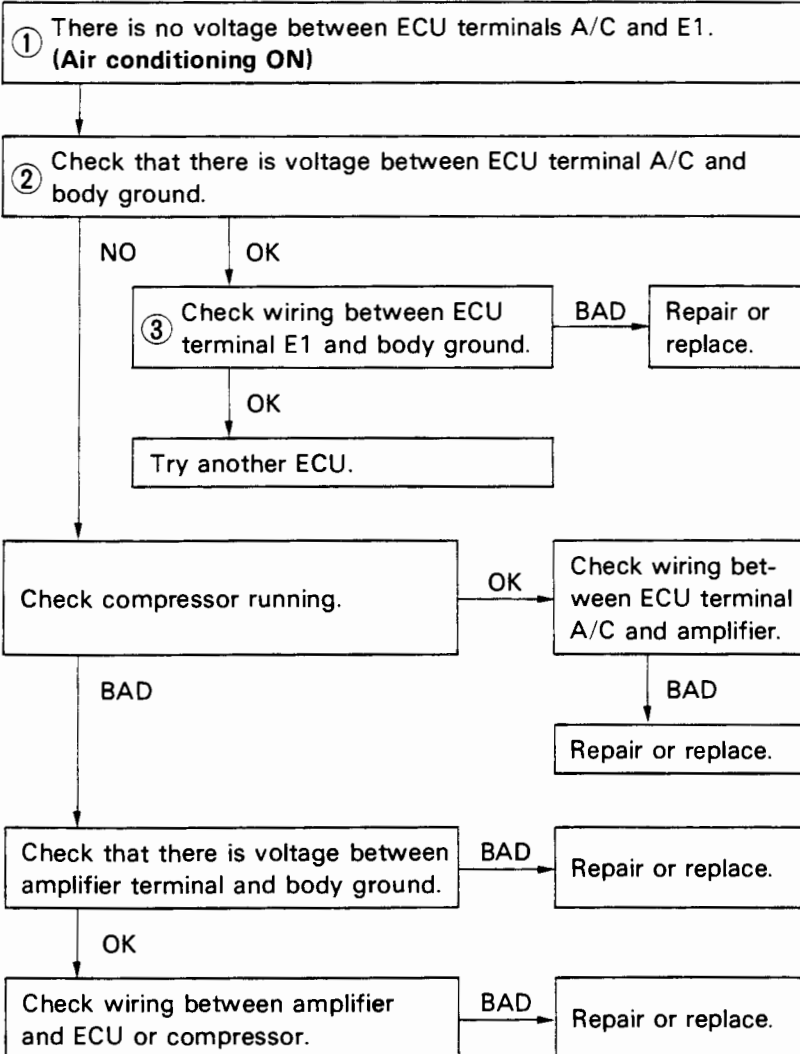 ① There is no voltage between ECU terminals A/C and E1.
(Air conditioning ON)
② Check that there is voltage between ECU terminal A/C and
body ground.
NO
OK
③ Check wiring between ECU
terminal E1 and body ground.
BAD
Repair or
replace.
OK
Try another ECU.
Check compressor running.
OK
Check wiring bet-
ween ECU terminal
A/C and amplifier.
BAD
BAD
Repair or replace.
Check that there is voltage between
amplifier terminal and body ground.
BAD
Repair or replace.
OK
Check wiring between amplifier
and ECU or compressor.
BAD
Repair or replace.